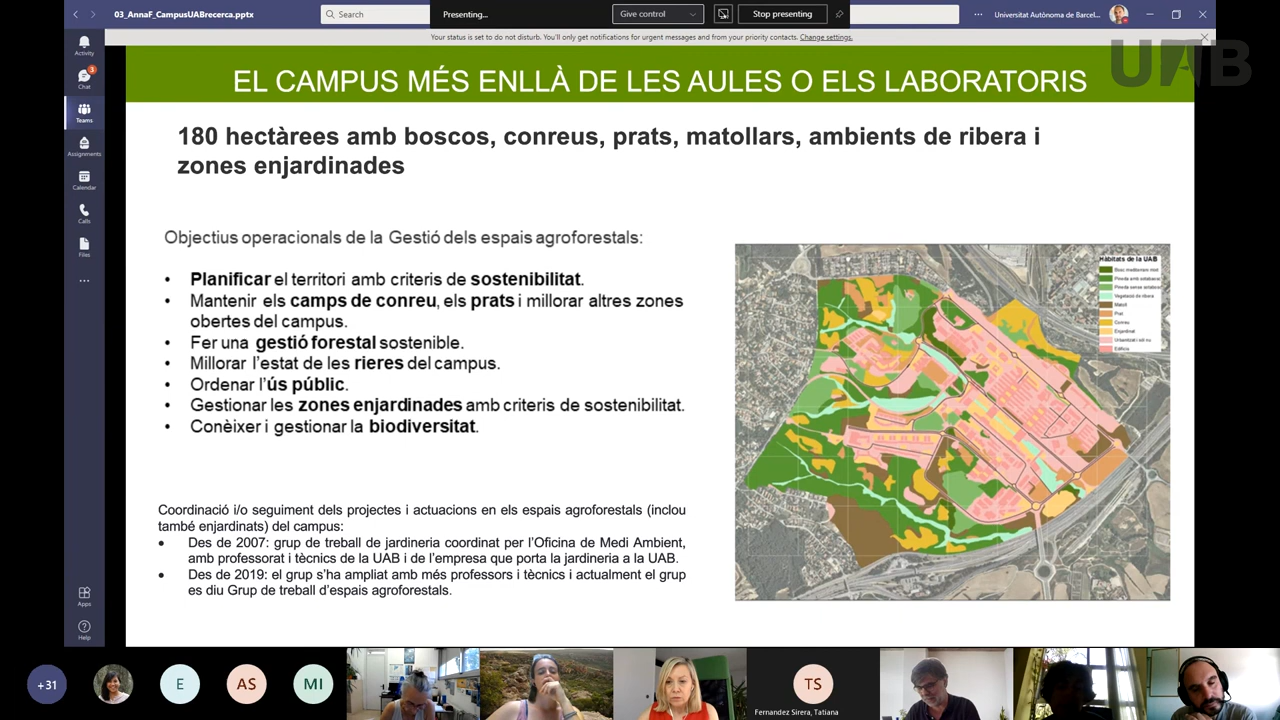 03_AnnaF_CampusUABrecerca.pptx
Search
Presenting...
Give control
Stop presenting
Universitat Autònoma de Barcel...
Your status is set to do not disturb. You'll only get notifications for urgent messages and from your priority contacts. Change settings.
Activity
Chat
3
Teams
Assignments
Calendar
Calls
Files
Apps
Help
UAB
EL CAMPUS MÉS ENLLÀ DE LES AULES O ELS LABORATORIS
180 hectàrees amb boscos, conreus, prats, matollars, ambients de ribera i
zones enjardinades
Objectius operacionals de la Gestió dels espais agroforestals:
• Planificar el territori amb criteris de sostenibilitat.
• Mantenir els camps de conreu, els prats i millorar altres zones
obertes del campus.
• Fer una gestió forestal sostenible.
• Millorar l'estat de les rieres del campus.
• Ordenar l'ús públic.
• Gestionar les zones enjardinades amb criteris de sostenibilitat.
• Conèixer i gestionar la biodiversitat.
Coordinació i/o seguiment dels projectes i actuacions en els espais agroforestals (inclou
també enjardinats) del campus:
• Des de 2007: grup de treball de jardineria coordinat per l'Oficina de Medi Ambient,
amb professorat i tècnics de la UAB i de l'empresa que porta la jardineria a la UAB.
• Des de 2019: el grup s'ha ampliat amb més professors i tècnics i actualment el grup
es diu Grup de treball d'espais agroforestals.
Hàbitats de la UAB
Vegetació de ribera
Matoll
Prat
Conreu
Enjardinat
Edificis
+31
E
AS
MI
TS
Fernandez Sirera, Tatiana